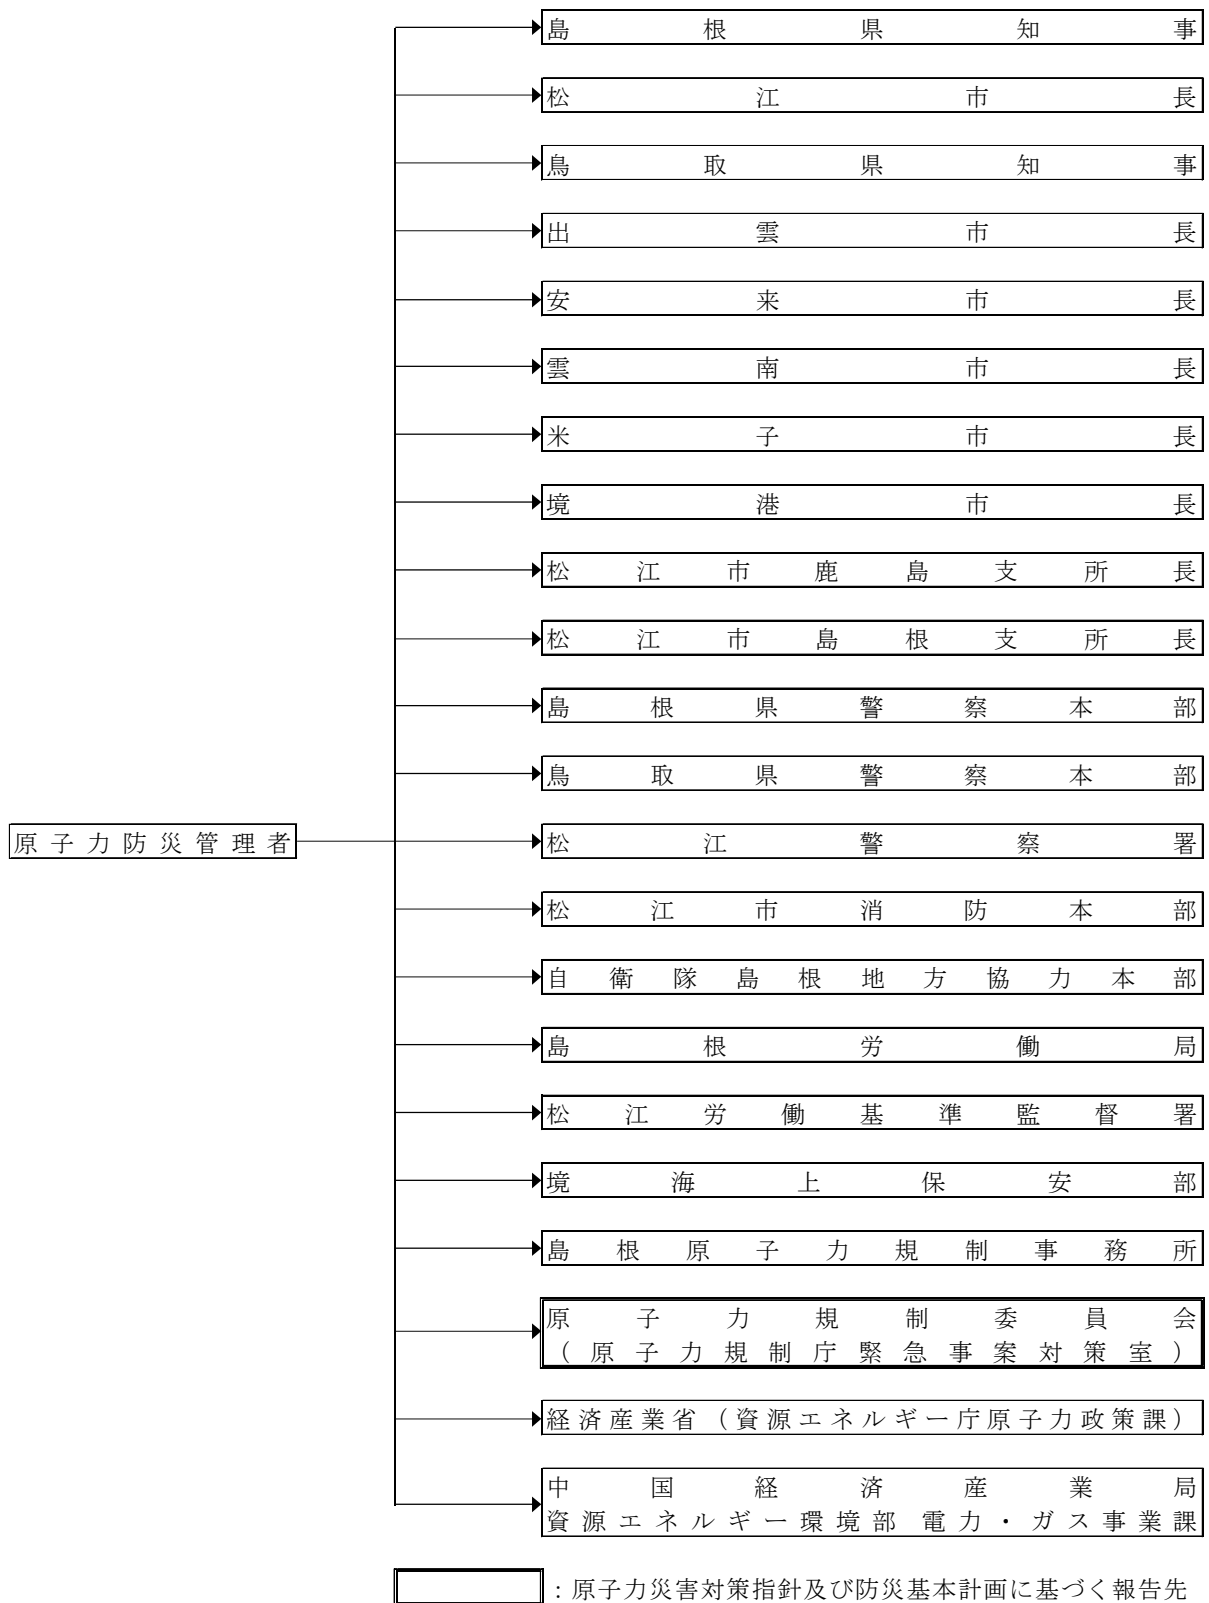 島根県知事
松江市長
鳥取県知事
出雲市長
安来市長
雲南市長
米子市長
境港市長
松江市鹿島支所長
松江市島根支所長
島根県警察本部
鳥取県警察本部
原子力防災管理者
松江警察署
松江市消防本部
自衛隊島根地方協力本部
島根労働局
松江労働基準監督署
境海上保安部
島根原子力規制事務所
原子力規制委員会
（原子力規制庁緊急事案対策室）
経済産業省（資源エネルギー庁原子力政策課）
中国経済産業局
資源エネルギー環境部 電力・ガス事業課
：原子力災害対策指針及び防災基本計画に基づく報告先